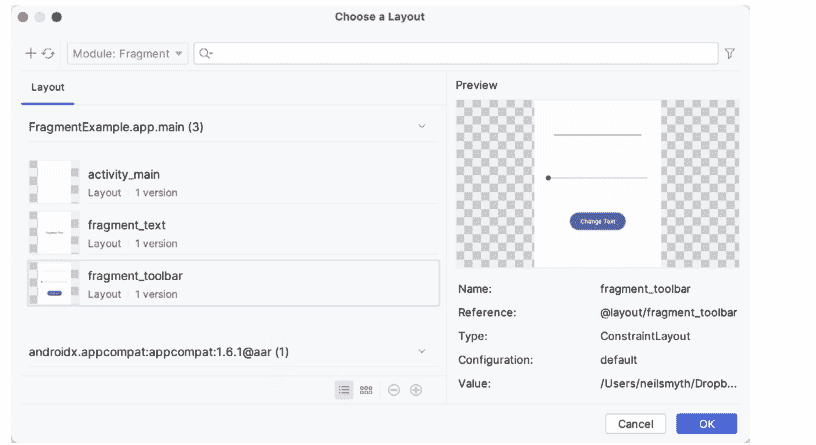 Choose a Layout
Module: Fragment
Layout
FragmentExample.app.main (3)
activity_main
Layout 1 version
fragment_text
Layout 1 version
fragment_toolbar
Layout 1 version
androidx.appcompat:appcompat:1.6.1@aar (1)
Preview
Change Text
Name: fragment_toolbar
Reference: @layout/fragment_toolbar
Type: ConstraintLayout
Configuration: default
Value: /Users/neilsmyth/Dropb...
Cancel OK